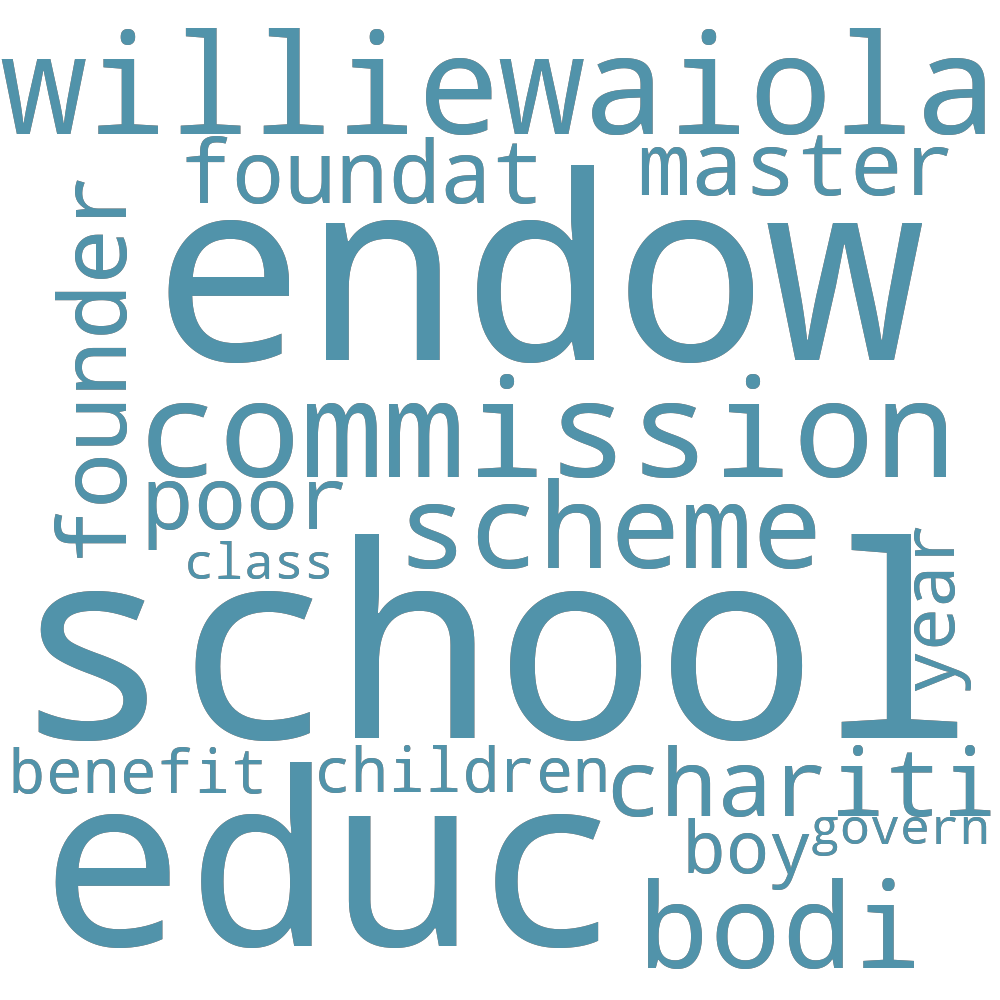 williewaiola
foundat master
founder
endow
commission
poor scheme
class
school
year
benefit children chariti
educ
boy govern
bodi